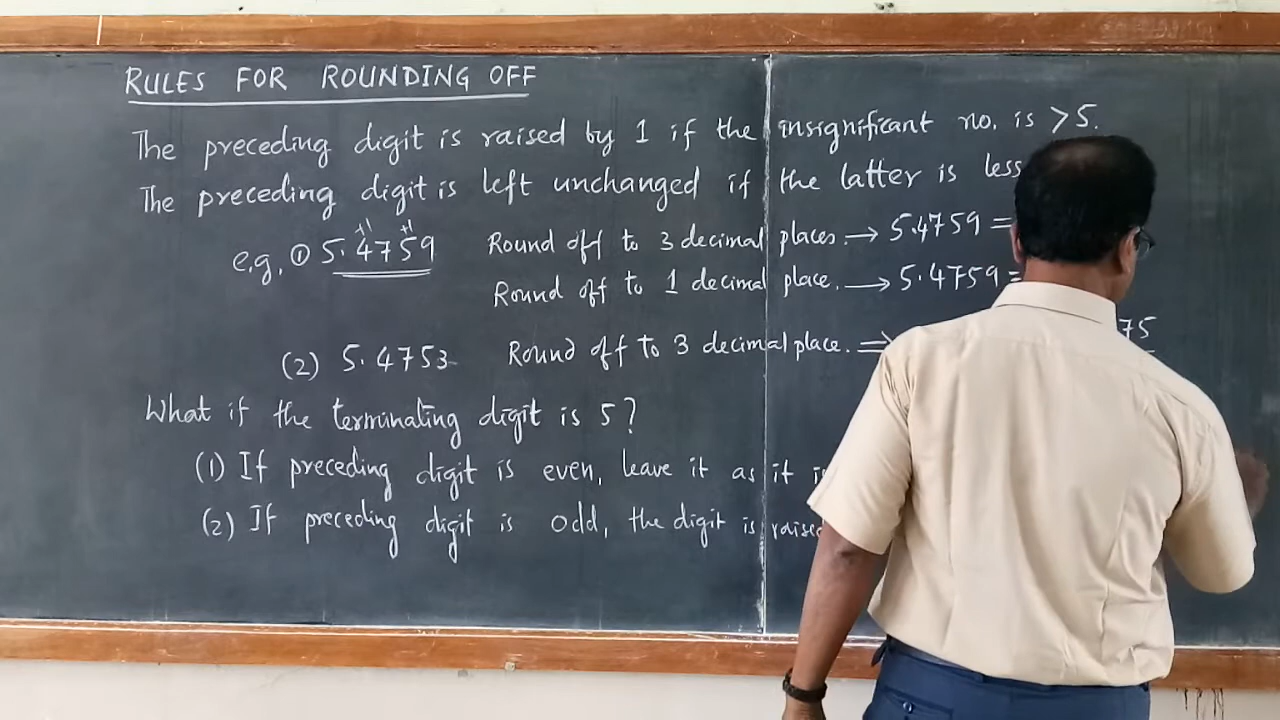 RULES FOR ROUNDING OFF
The preceding digit is raised by 1 if the insignificant no. is >5.
The preceding digit is left unchanged if the latter is less
e.g. ① 5.4759 +1 +1 Round off to 3 decimal places. → 5.4759 =
Round off to 1 decimal place. → 5.4759 =
(2) 5.4753 Round off to 3 decimal place. ⇒ 75
What if the terminating digit is 5?
(1) If preceding digit is even, leave it as it
(2) If preceding digit is odd, the digit is raised